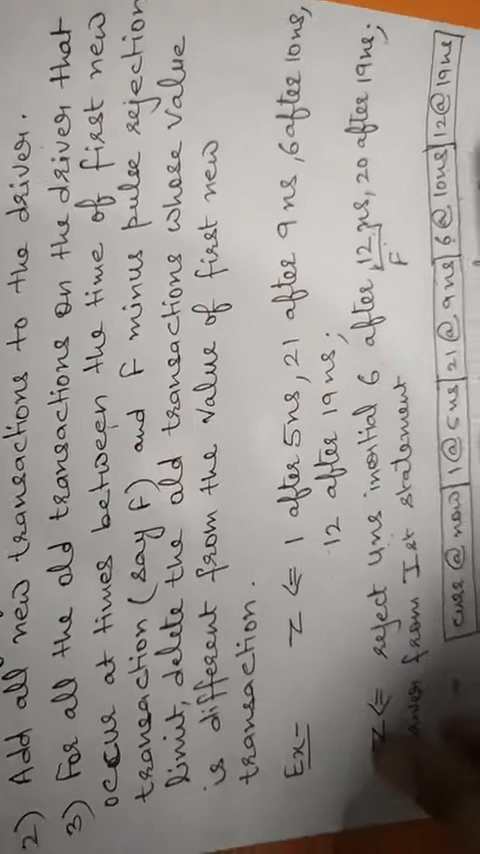 2) Add all new transactions to the driver.
3) For all the old transactions on the driver that
occur at times between the time of first new
transaction (say F) and F minus pulse rejection
limit, delete the old transactions whose value
is different from the value of first new
transaction.
Ex- Z <= 1 after 5ns, 21 after 9 ns, 6 after 10ns,
12 after 19ns;
Z <= reject 4ns inertial 6 after 12 ns, 20 after 19ns;
F
from Ist statement
curr @ now 1 @ 5ns 21 @ 9ns 6 @ 10ns 12 @ 19ns